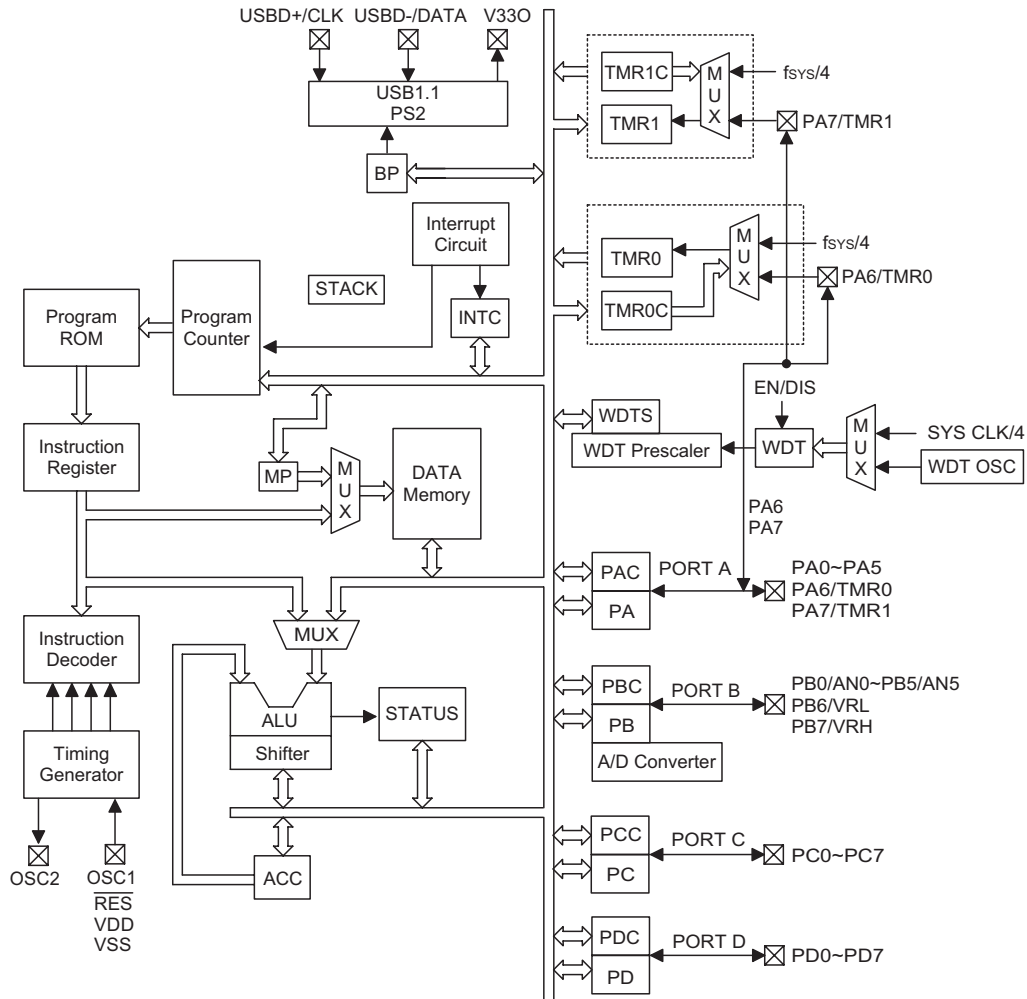 USBD+/CLK USBD-/DATA V33O
USB1.1
PS2
BP
Interrupt
Circuit
STACK
INTC
Program
ROM
Program
Counter
Instruction
Register
MP
MUX
DATA
Memory
MUX
Instruction
Decoder
ALU
Shifter
STATUS
Timing
Generator
OSC2
OSC1
RES
VDD
VSS
ACC
TMR1C
TMR1
MUX
fSYS/4
PA7/TMR1
TMR0
TMR0C
MUX
fSYS/4
PA6/TMR0
EN/DIS
WDTS
WDT Prescaler
WDT
MUX
SYS CLK/4
WDT OSC
PA6
PA7
PAC
PA
PORT A
PA0~PA5
PA6/TMR0
PA7/TMR1
PBC
PB
A/D Converter
PORT B
PB0/AN0~PB5/AN5
PB6/VRL
PB7/VRH
PCC
PC
PORT C
PC0~PC7
PDC
PD
PORT D
PD0~PD7